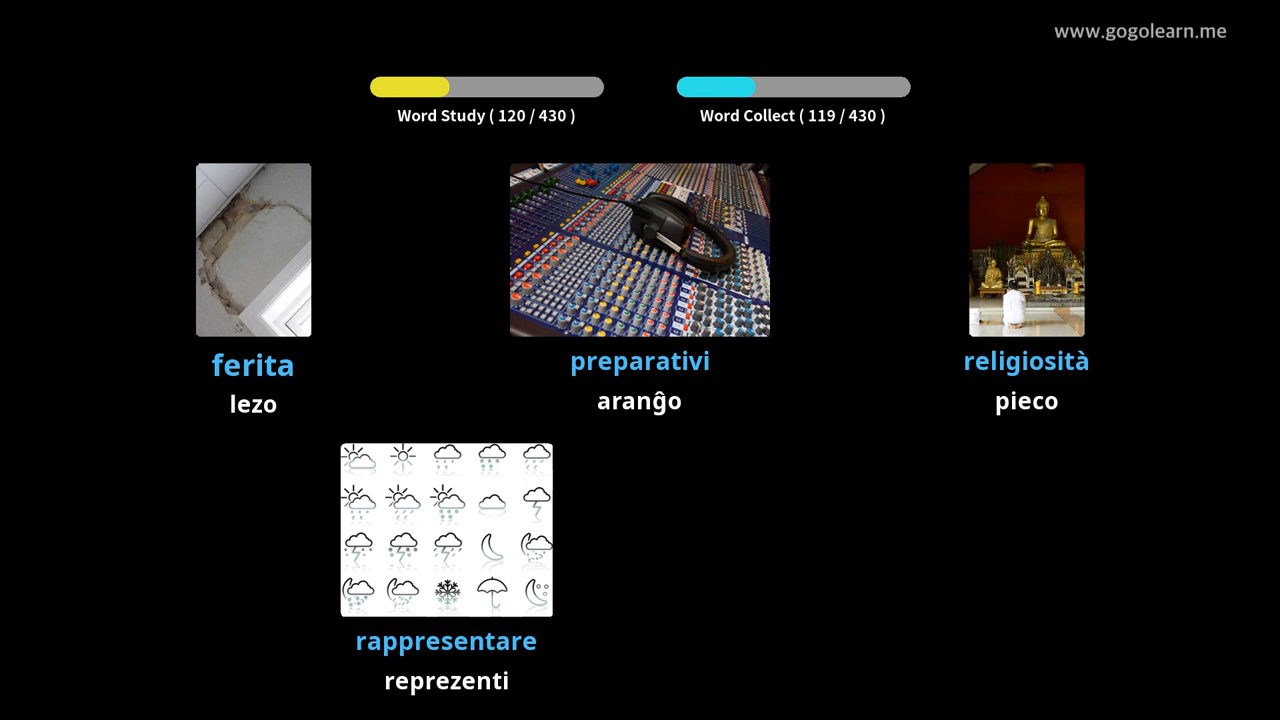 www.gogolearn.me
Word Study ( 120 / 430 )
Word Collect ( 119 / 430 )
ferita
lezo
preparativi
aranĝo
religiosità
pieco
rappresentare
reprezenti